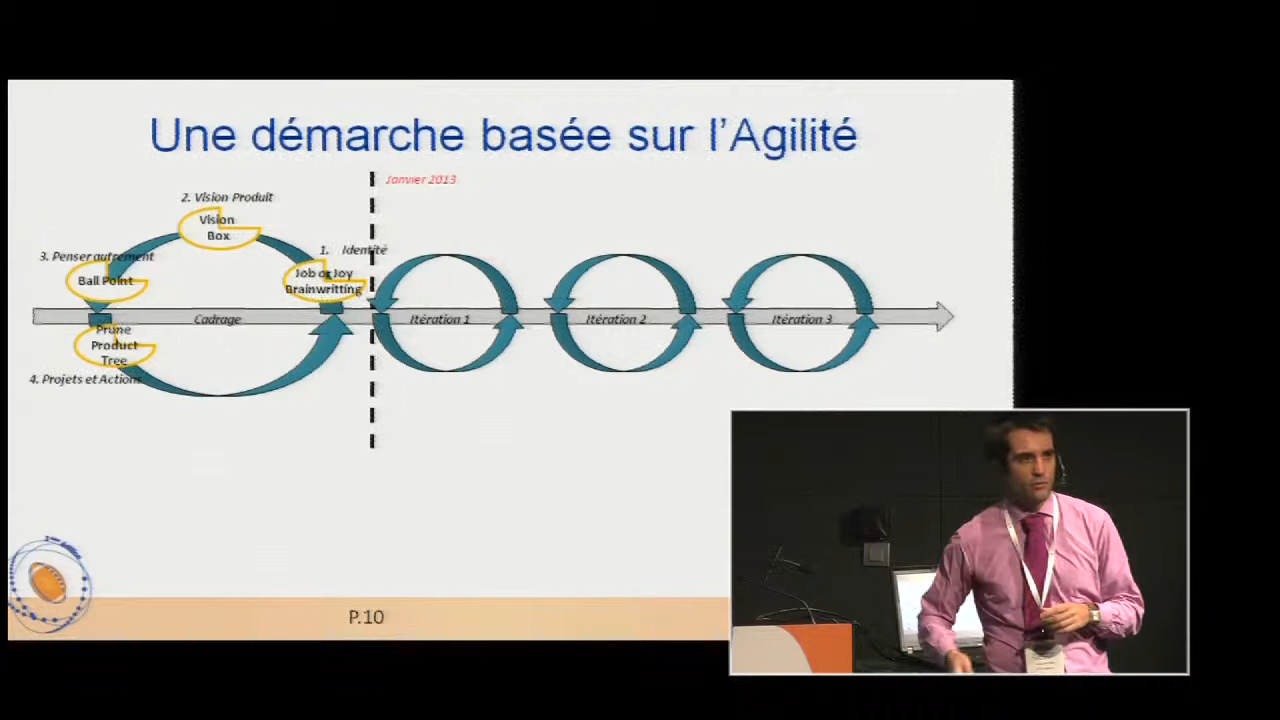 Une démarche basée sur l'Agilité
Janvier 2013
2. Vision Produit
Vision
Box
1. Identité
3. Penser autrement
Ball Point
Job or Joy
Brainwritting
Cadrage
Itération 1
Itération 2
Itération 3
Prune
Product
Tree
4. Projets et Actions
P.10